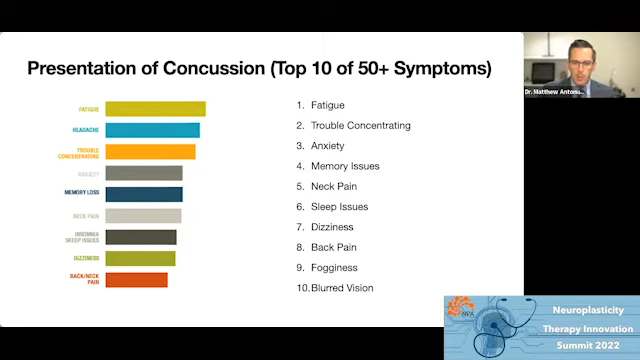 Presentation of Concussion (Top 10 of 50+ Symptoms)
FATIGUE
HEADACHE
TROUBLE
CONCENTRATING
ANXIETY
MEMORY LOSS
NECK PAIN
INSOMNIA
SKEEP ISSUES
DIZZINESS
BACK/NECK
PAIN
1. Fatigue
2. Trouble Concentrating
3. Anxiety
4. Memory Issues
5. Neck Pain
6. Sleep Issues
7. Dizziness
8. Back Pain
9. Fogginess
10. Blurred Vision
Dr. Matthew
NPA
Neuroplasticity
Therapy Innovation
Summit 2022